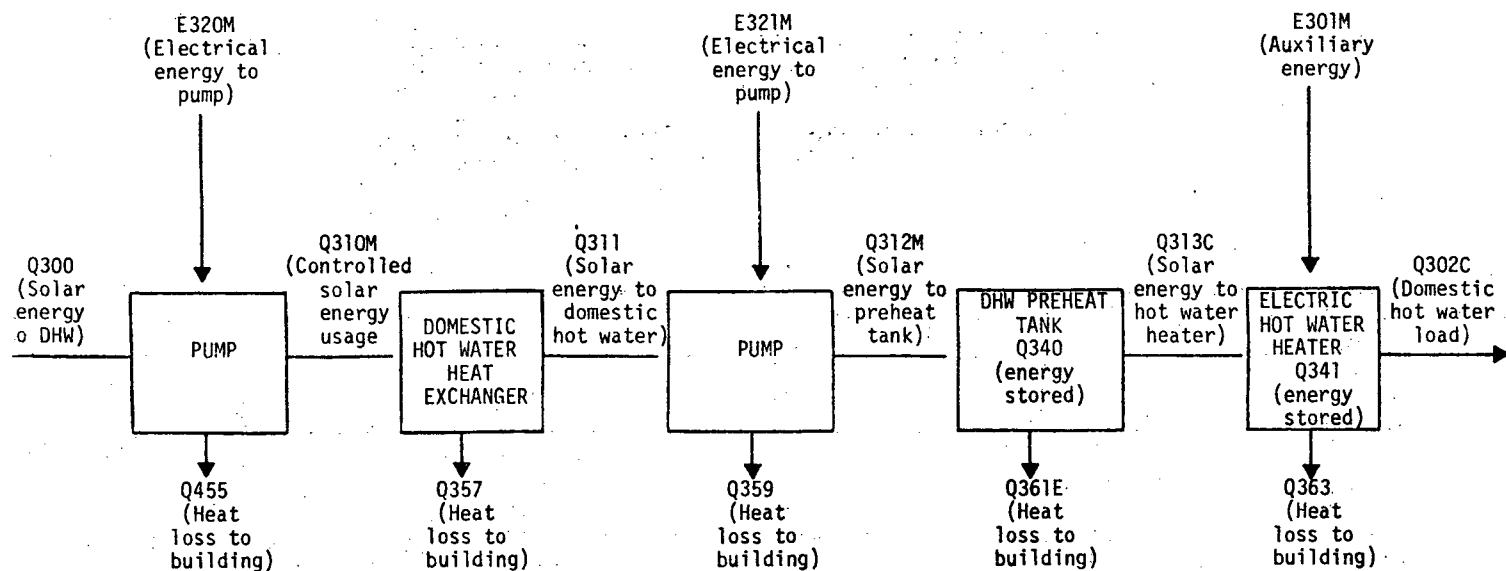 E320M
(Electrical
energy to
pump)
E321M
(Electrical
energy to
pump)
E301M
(Auxiliary
energy)
Q300
(Solar
energy
o DHW)
PUMP
Q310M
(Controlled
solar
energy
usage
DOMESTIC
HOT WATER
HEAT
EXCHANGER
Q311
(Solar
energy to
domestic
hot water)
PUMP
Q312M
(Solar
energy to
preheat
tank)
DHW PREHEAT
TANK
Q340
(energy
stored)
Q313C
(Solar
energy to
hot water
heater)
ELECTRIC
HOT WATER
HEATER
Q341
(energy
stored)
Q302C
(Domestic
hot water
load)
Q455
(Heat
loss to
building)
Q357
(Heat
loss to
building)
Q359
(Heat
loss to
building)
Q361E
(Heat
loss to
building)
Q363
(Heat
loss to
building)